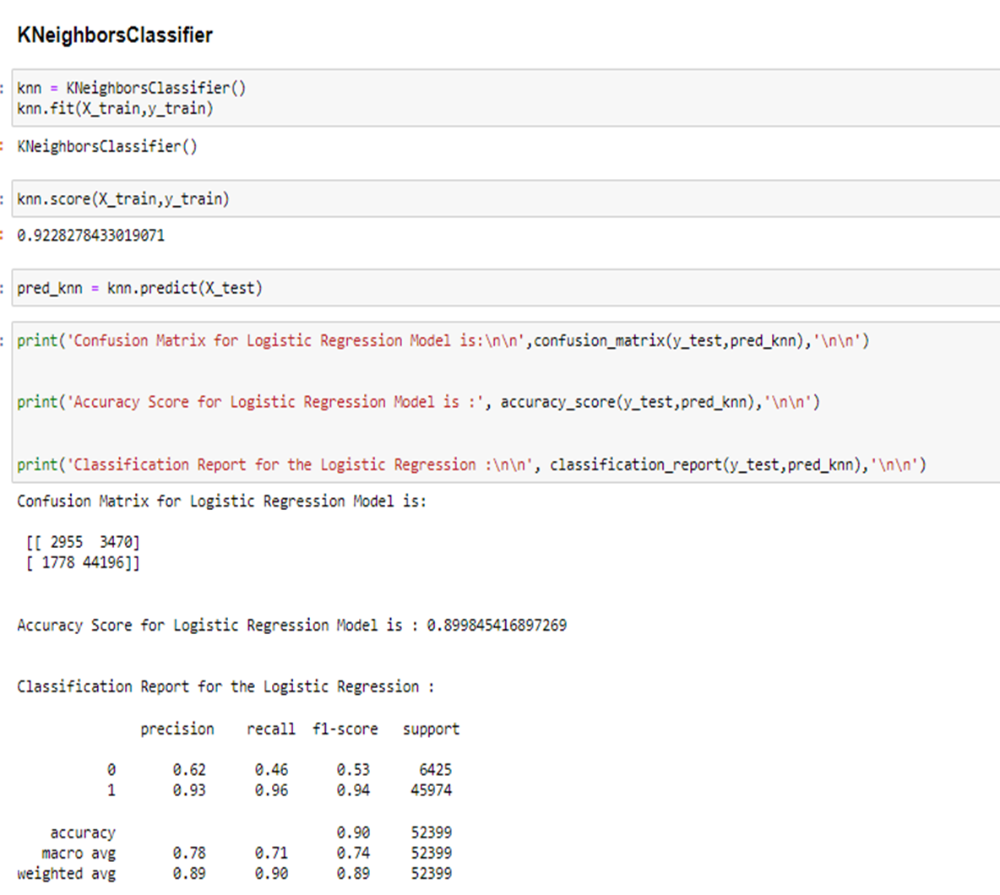 KNeighborsClassifier
: knn = KNeighborsClassifier()
knn.fit(X_train,y_train)
: KNeighborsClassifier()
: knn.score(X_train,y_train)
: 0.9228278433019071
: pred_knn = knn.predict(X_test)
: print('Confusion Matrix for Logistic Regression Model is:\n\n',confusion_matrix(y_test,pred_knn),'\n\n')
print('Accuracy Score for Logistic Regression Model is :', accuracy_score(y_test,pred_knn),'\n\n')
print('Classification Report for the Logistic Regression :\n\n', classification_report(y_test,pred_knn),'\n\n')
Confusion Matrix for Logistic Regression Model is:
[[ 2955  3470]
[ 1778 44196]]
Accuracy Score for Logistic Regression Model is : 0.899845416897269
Classification Report for the Logistic Regression :
precision recall f1-score support
0 0.62 0.46 0.53 6425
1 0.93 0.96 0.94 45974
accuracy 0.90 52399
macro avg 0.78 0.71 0.74 52399
weighted avg 0.89 0.90 0.89 52399